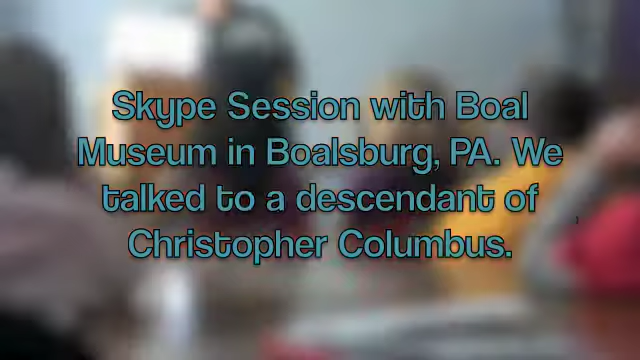 Skype Session with Boal
Museum in Boalsburg, PA. We
talked to a descendant of
Christopher Columbus.